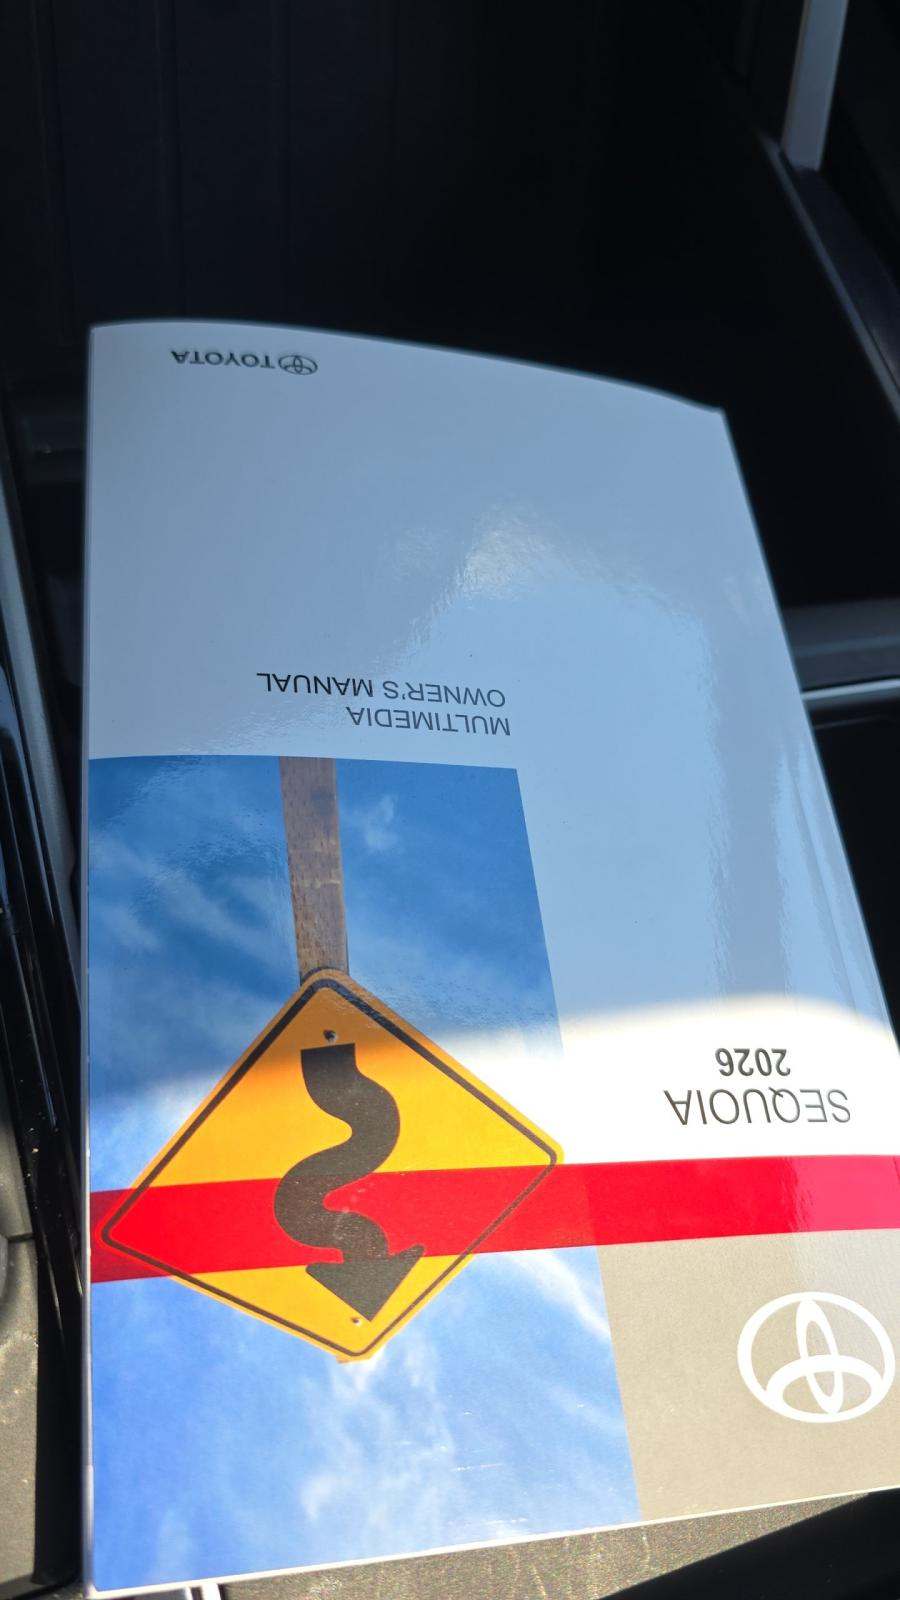 SEQUOIA
2026
MULTIMEDIA
OWNER'S MANUAL
TOYOTA